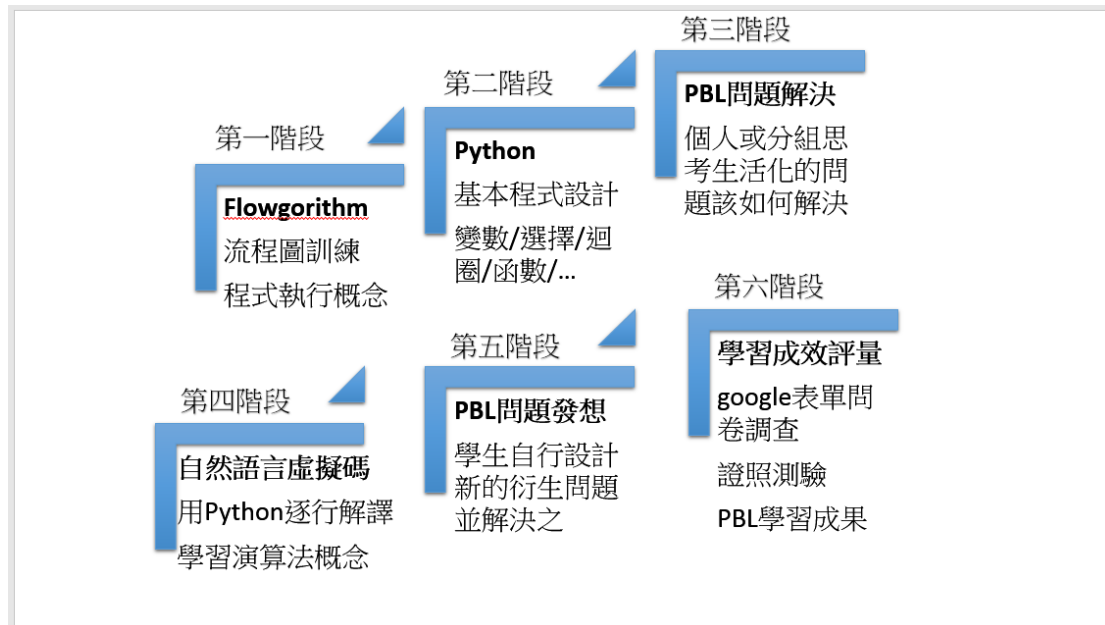 第一階段
Flowgorithm
流程圖訓練
程式執行概念
第二階段
Python
基本程式設計
變數/選擇/迴
圈/函數/...
第三階段
PBL問題解決
個人或分組思
考生活化的問
題該如何解決
第四階段
自然語言虛擬碼
用Python逐行解譯
學習演算法概念
第五階段
PBL問題發想
學生自行設計
新的衍生問題
並解決之
第六階段
學習成效評量
google表單問
卷調查
證照測驗
PBL學習成果